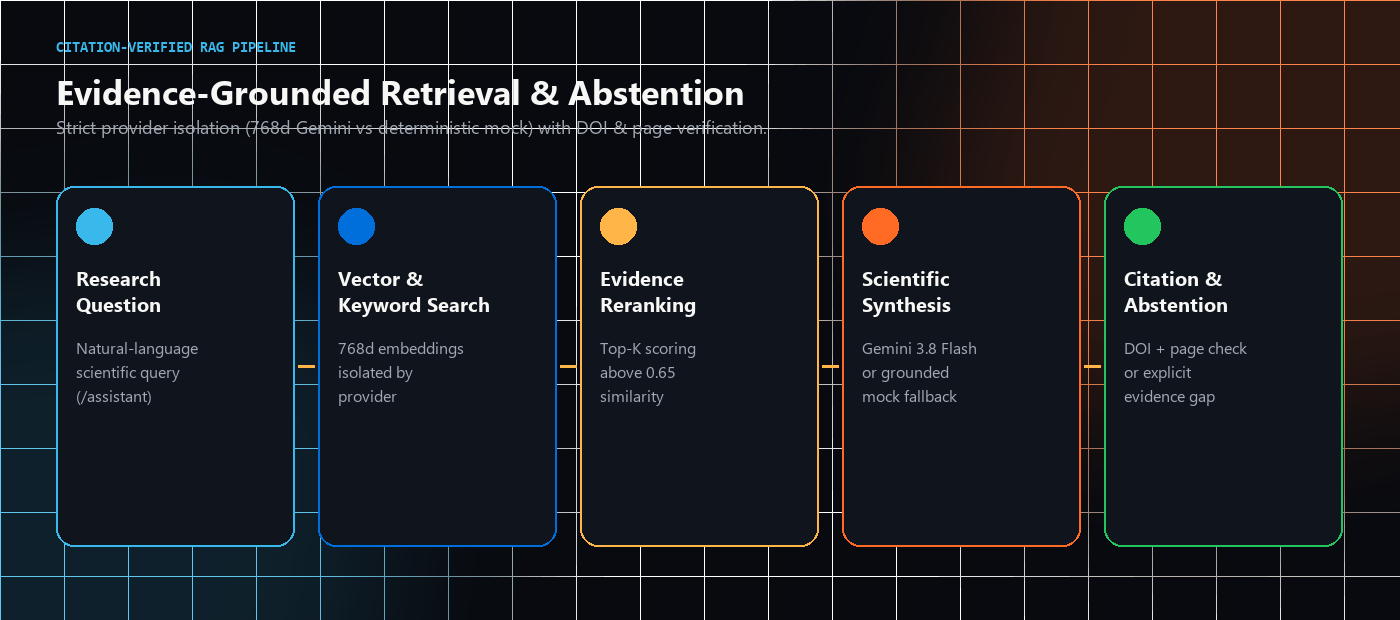 CITATION-VERIFIED RAG PIPELINE
Evidence-Grounded Retrieval & Abstention
Strict provider isolation (768d Gemini vs deterministic mock) with DOI & page verification.
Research
Question
Natural-language
scientific query
(/assistant)
Vector &
Keyword Search
768d embeddings
isolated by
provider
Evidence
Reranking
Top-K scoring
above 0.65
similarity
Scientific
Synthesis
Gemini 3.8 Flash
or grounded
mock fallback
Citation &
Abstention
DOI + page check
or explicit
evidence gap